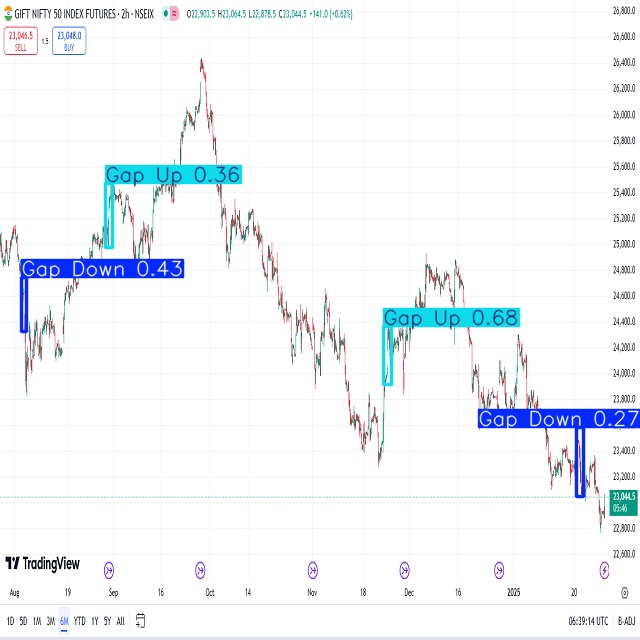 GIFT NIFTY 50 INDEX FUTURES · 2h · NSEIX O22,903.5 H23,064.5 L22,878.5 C23,044.5 +141.0 (+0.62%)
23,046.5 SELL 1.5 23,048.0 BUY
26,800.0
26,600.0
26,400.0
26,200.0
26,000.0
25,800.0
25,600.0
Gap Up 0.36
25,400.0
25,200.0
25,000.0
24,800.0
Gap Down 0.43
24,600.0
24,400.0
Gap Up 0.68
24,200.0
24,000.0
23,800.0
Gap Down 0.27
23,400.0
23,200.0
23,044.5
05:46
22,800.0
22,600.0
TradingView
Aug 19 Sep 16 Oct 14 Nov 18 Dec 16 2025 20
1D 5D 1M 3M 6M YTD 1Y 5Y All 06:39:14 UTC B-ADJ